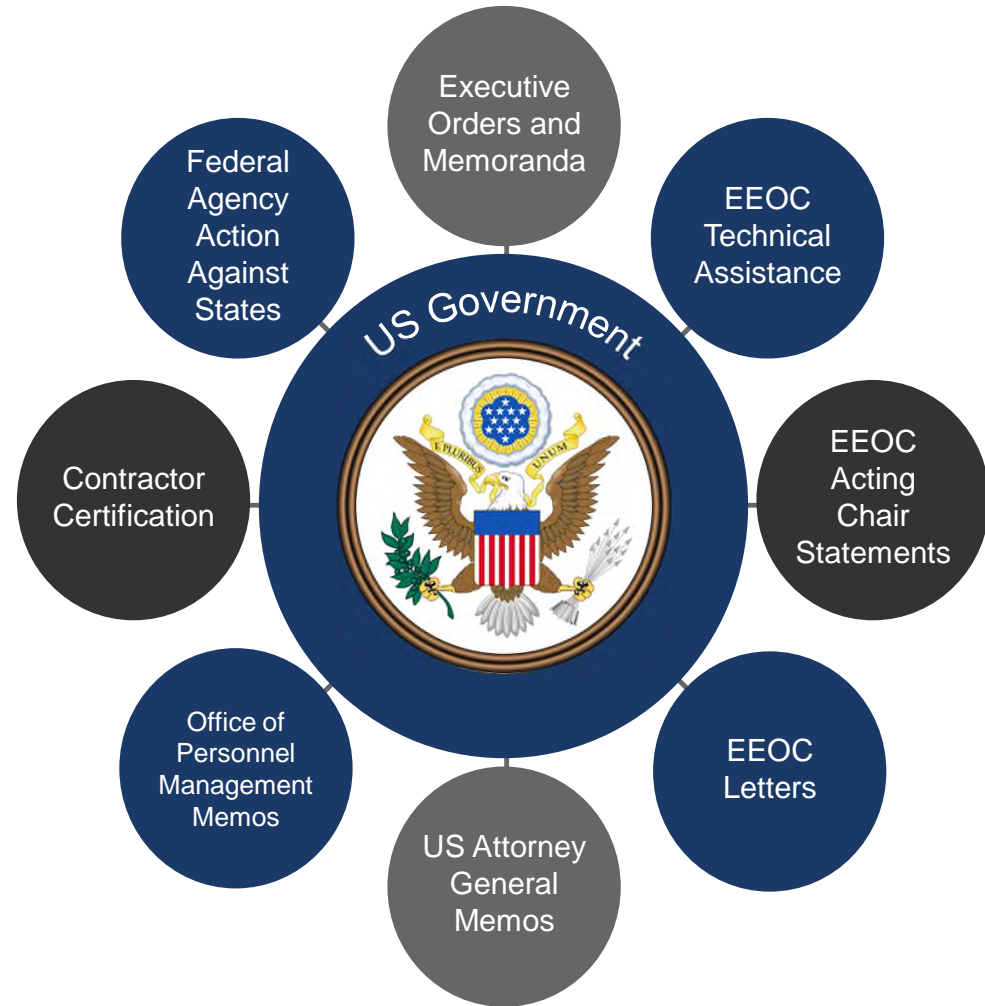 Executive
Orders and
Memoranda
EEOC
Technical
Assistance
EEOC
Acting
Chair
Statements
EEOC
Letters
US Attorney
General
Memos
Office of
Personnel
Management
Memos
Contractor
Certification
Federal
Agency
Action
Against
States
US Government
E PLURIBUS
UNUM